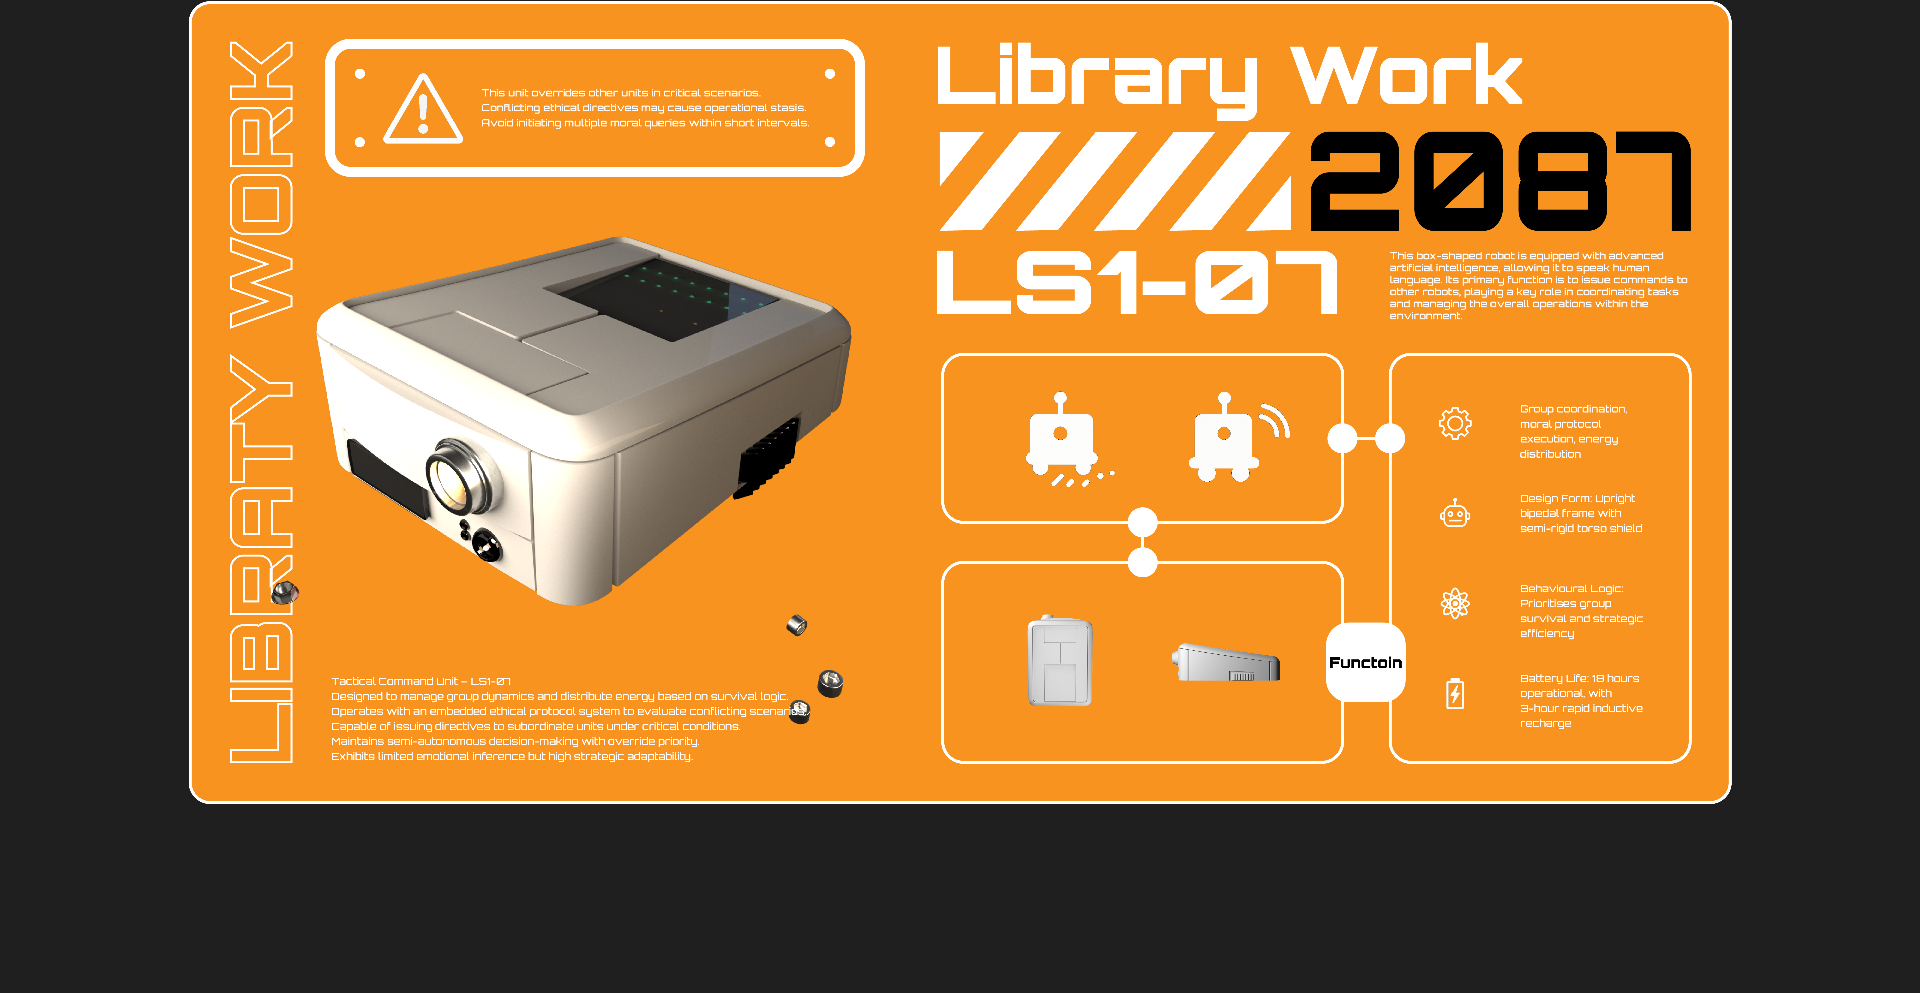 LIBRATY WORK
This unit overrides other units in critical scenarios.
Conflicting ethical directives may cause operational stasis.
Avoid initiating multiple moral queries within short intervals.
Tactical Command Unit – LS1-07
Designed to manage group dynamics and distribute energy based on survival logic.
Operates with an embedded ethical protocol system to evaluate conflicting scenarios.
Capable of issuing directives to subordinate units under critical conditions.
Maintains semi-autonomous decision-making with override priority.
Exhibits limited emotional inference but high strategic adaptability.
Library Work
2087
LS1-07
This box-shaped robot is equipped with advanced
artificial intelligence, allowing it to speak human
language. Its primary function is to issue commands to
other robots, playing a key role in coordinating tasks
and managing the overall operations within the
environment.
Group coordination,
moral protocol
execution, energy
distribution
Design Form: Upright
bipedal frame with
semi-rigid torso shield
Behavioural Logic:
Prioritises group
survival and strategic
efficiency
Functoin
Battery Life: 18 hours
operational, with
3-hour rapid inductive
recharge